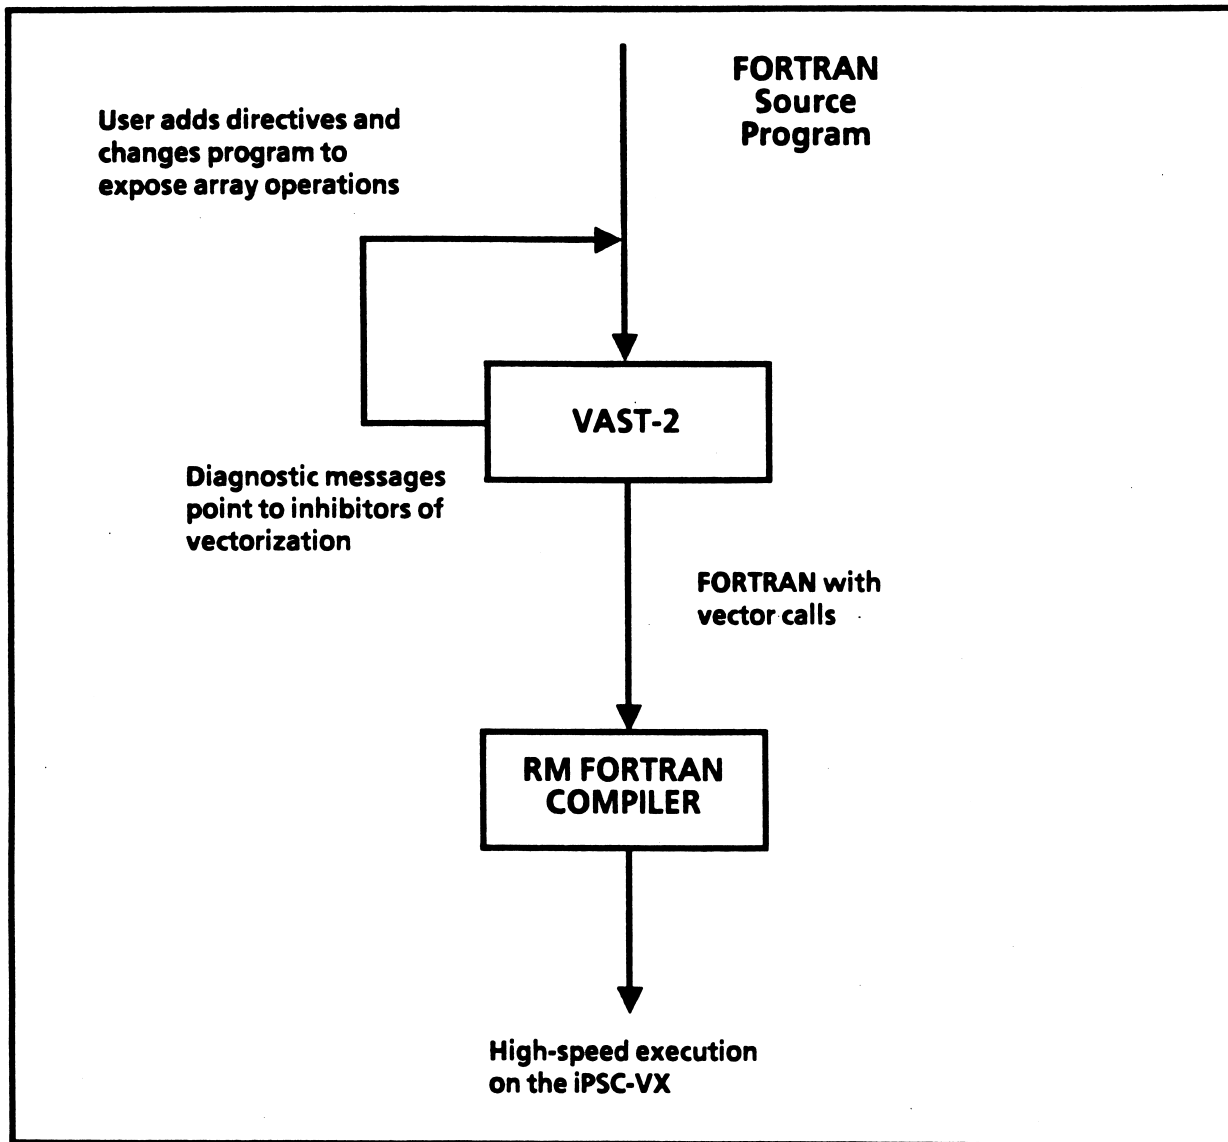 FORTRAN
Source
Program
User adds directives and
changes program to
expose array operations
VAST-2
Diagnostic messages
point to inhibitors of
vectorization
FORTRAN with
vector calls
RM FORTRAN
COMPILER
High-speed execution
on the iPSC-VX